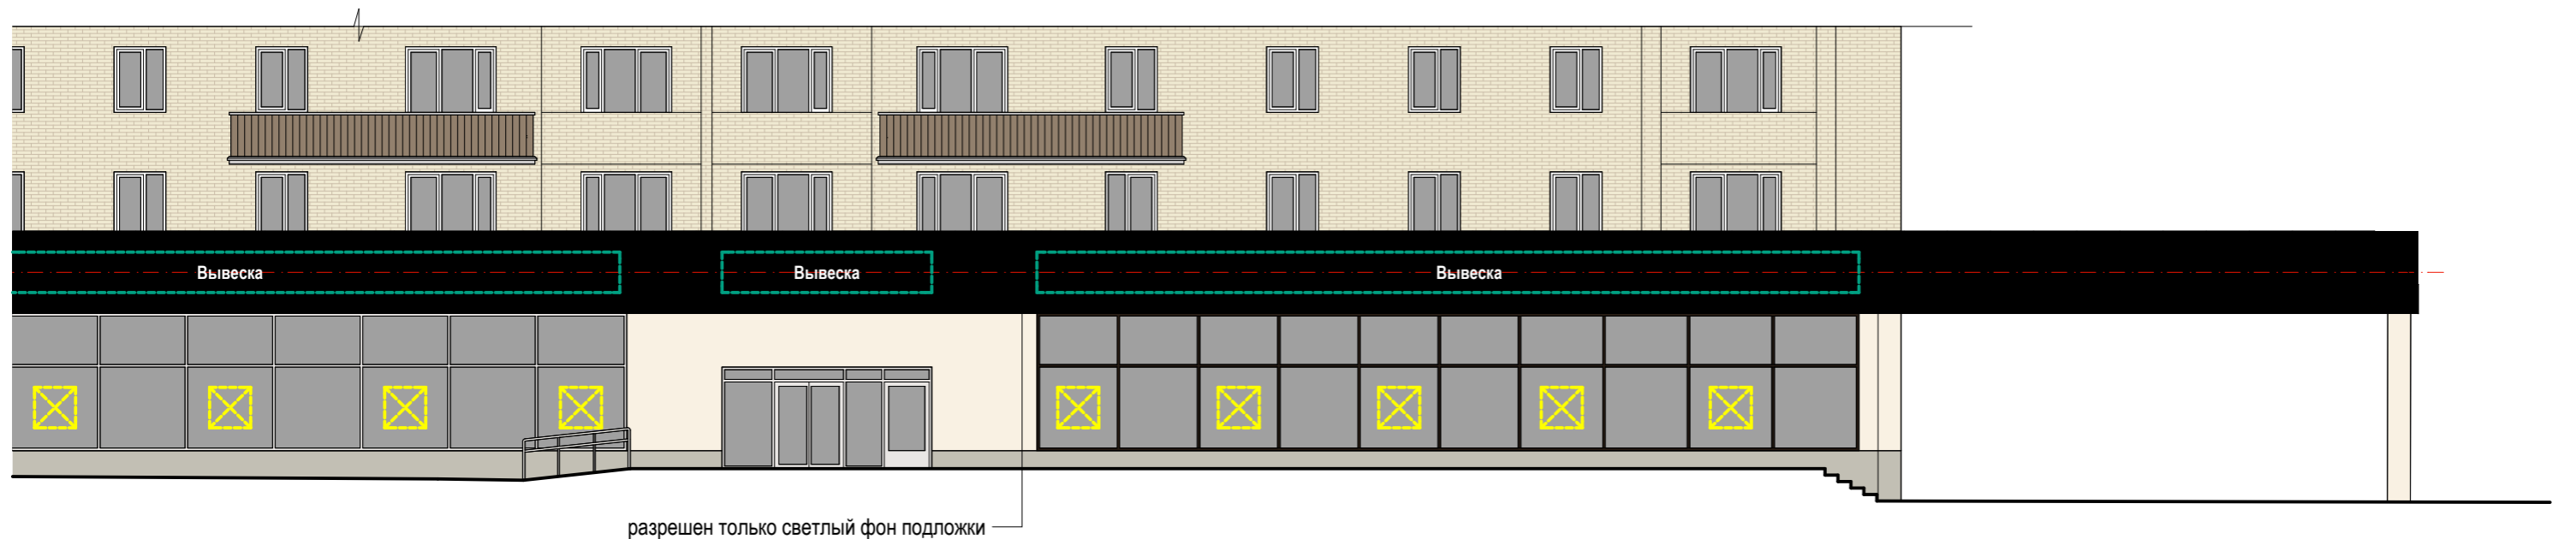 Вывеска
Вывеска
Вывеска
разрешен только светлый фон подложки